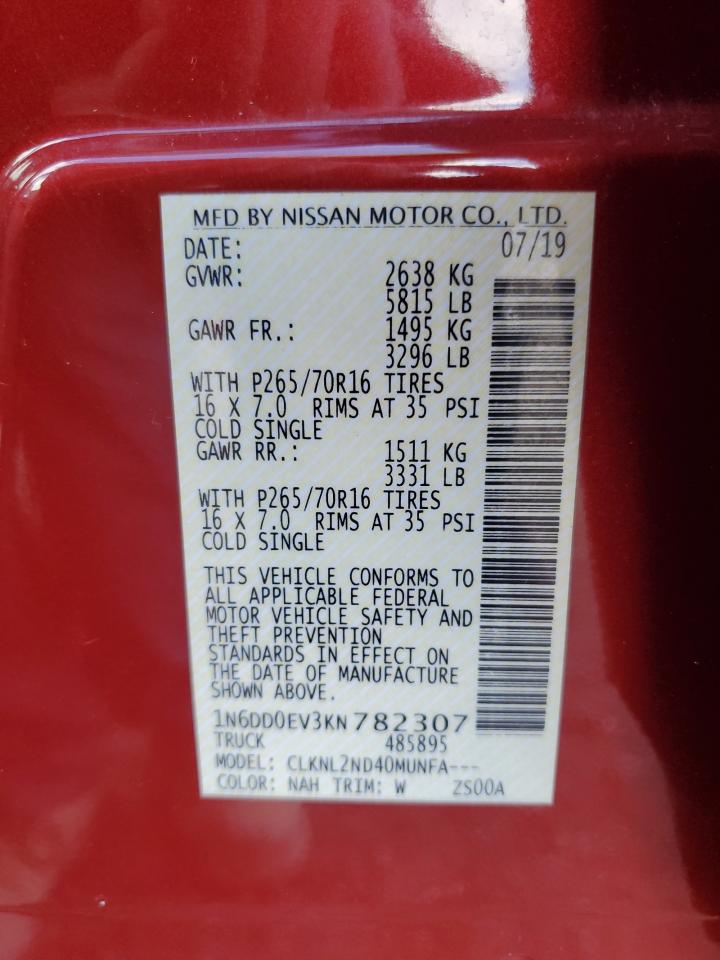 MFD BY NISSAN MOTOR CO., LTD.
DATE: 07/19
GVWR: 2638 KG
5815 LB
GAWR FR.: 1495 KG
3296 LB
WITH P265/70R16 TIRES
16 X 7.0 RIMS AT 35 PSI
COLD SINGLE
GAWR RR.: 1511 KG
3331 LB
WITH P265/70R16 TIRES
16 X 7.0 RIMS AT 35 PSI
COLD SINGLE
THIS VEHICLE CONFORMS TO
ALL APPLICABLE FEDERAL
MOTOR VEHICLE SAFETY AND
THEFT PREVENTION
STANDARDS IN EFFECT ON
THE DATE OF MANUFACTURE
SHOWN ABOVE.
1N6DD0EV3KN782307
TRUCK 485895
MODEL: CLKNL2ND40MUNFA---
COLOR: NAH TRIM: W ZS00A